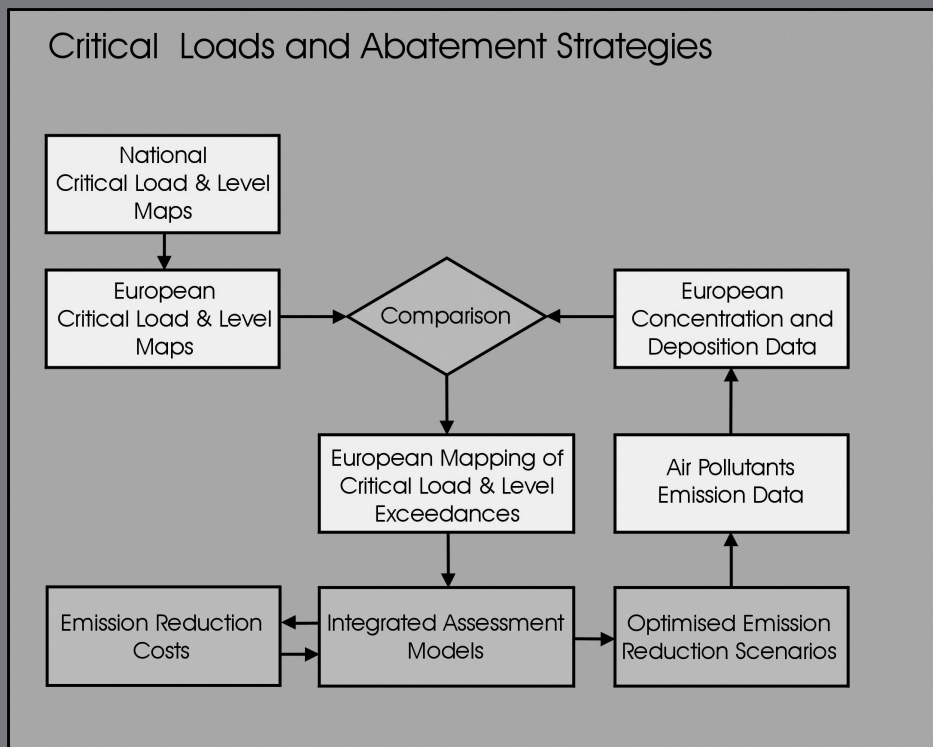 Critical Loads and Abatement Strategies
National
Critical Load & Level
Maps
European
Critical Load & Level
Maps
Comparison
European
Concentration and
Deposition Data
European Mapping of
Critical Load & Level
Exceedances
Air Pollutants
Emission Data
Emission Reduction
Costs
Integrated Assessment
Models
Optimised Emission
Reduction Scenarios